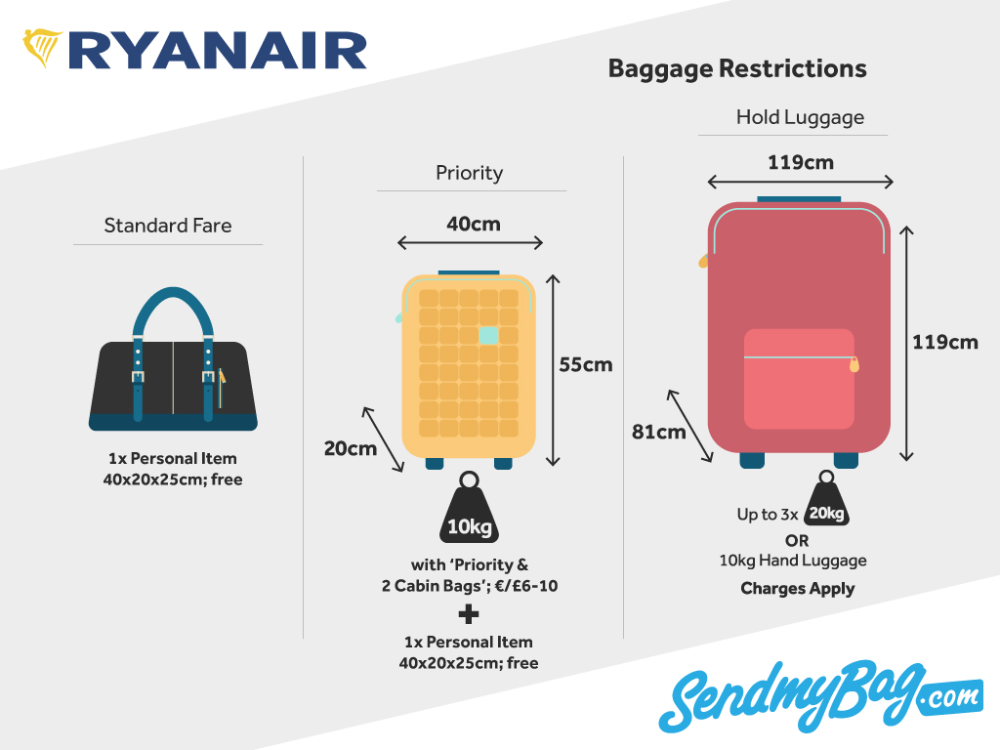 RYANAIR
Baggage Restrictions
Standard Fare
1x Personal Item
40x20x25cm; free
Priority
40cm
55cm
20cm
10kg
with ‘Priority &
2 Cabin Bags’; €/£6-10
+
1x Personal Item
40x20x25cm; free
Hold Luggage
119cm
119cm
81cm
Up to 3x 20kg
OR
10kg Hand Luggage
Charges Apply
SendmyBag.com